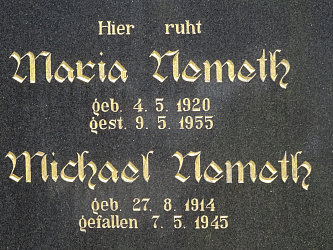 Hier ruht
Maria Nemeth
geb. 4. 5. 1920
gest. 9. 5. 1955
Michael Nemeth
geb. 27. 8. 1914
gefallen 7. 5. 1945